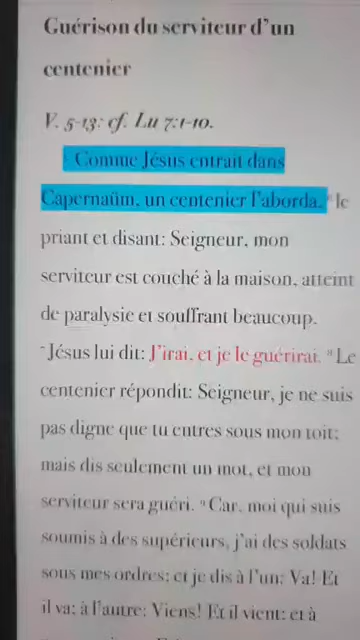 Guérison du serviteur d'un
centenier
V. 5-13: cf. Lu 7:1-10.
5 Comme Jésus entrait dans
Capernaüm, un centenier l'aborda, 6 le
priant et disant: Seigneur, mon
serviteur est couché à la maison, atteint
de paralysie et souffrant beaucoup.
7 Jésus lui dit: J'irai, et je le guérirai. 8 Le
centenier répondit: Seigneur, je ne suis
pas digne que tu entres sous mon toit;
mais dis seulement un mot, et mon
serviteur sera guéri. 9 Car, moi qui suis
soumis à des supérieurs, j'ai des soldats
sous mes ordres; et je dis à l'un: Va! Et
il va; à l'autre: Viens! Et il vient; et à